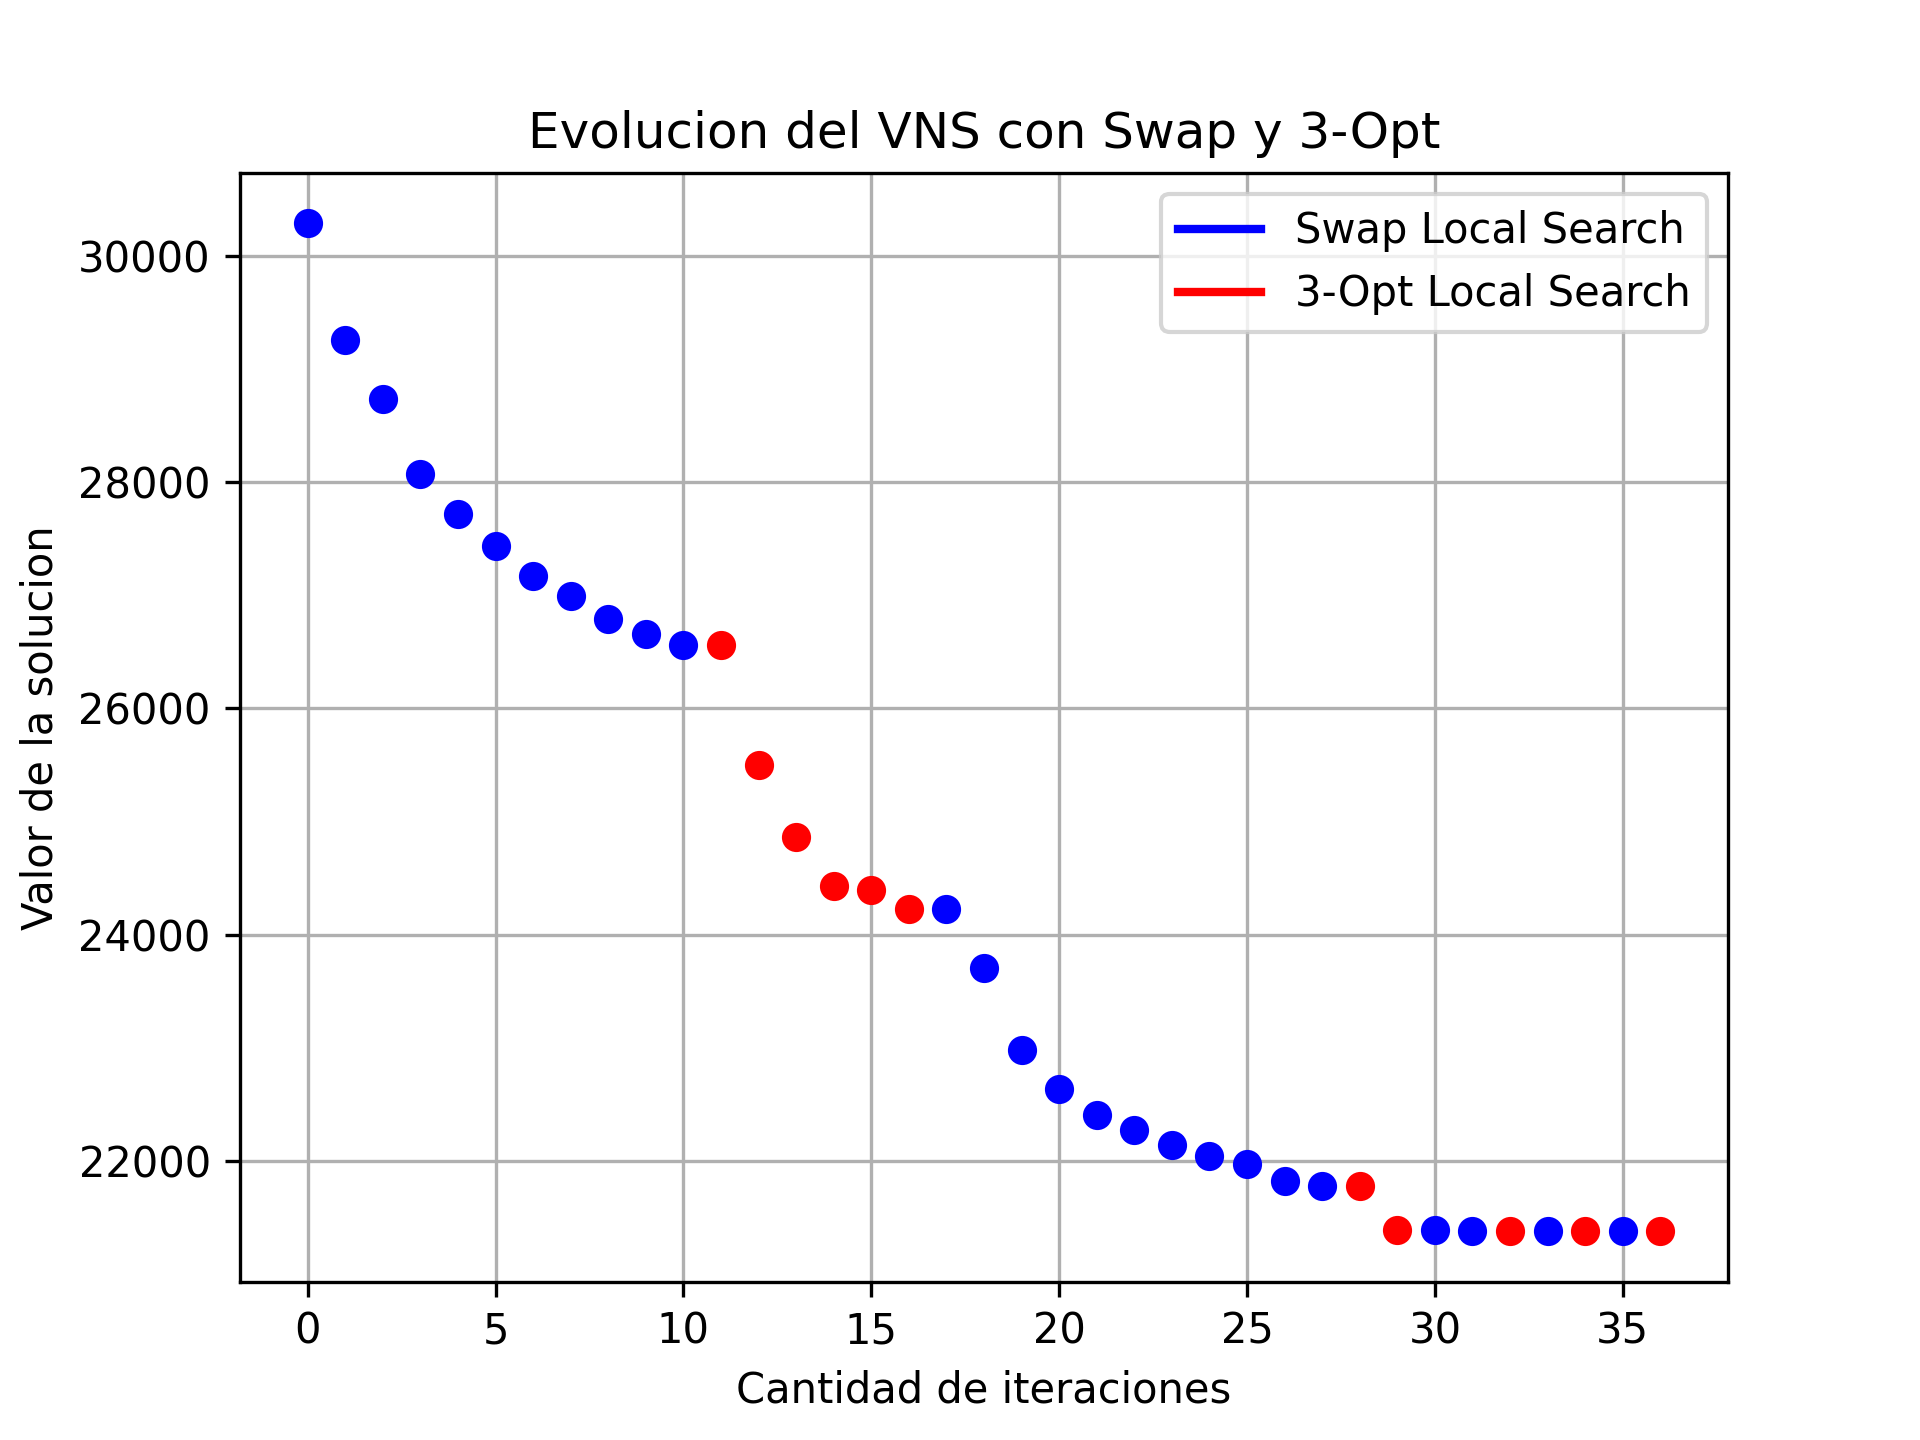 Evolucion del VNS con Swap y 3-Opt
Swap Local Search
3-Opt Local Search
Valor de la solucion
30000
28000
26000
24000
22000
0 5 10 15 20 25 30 35
Cantidad de iteraciones